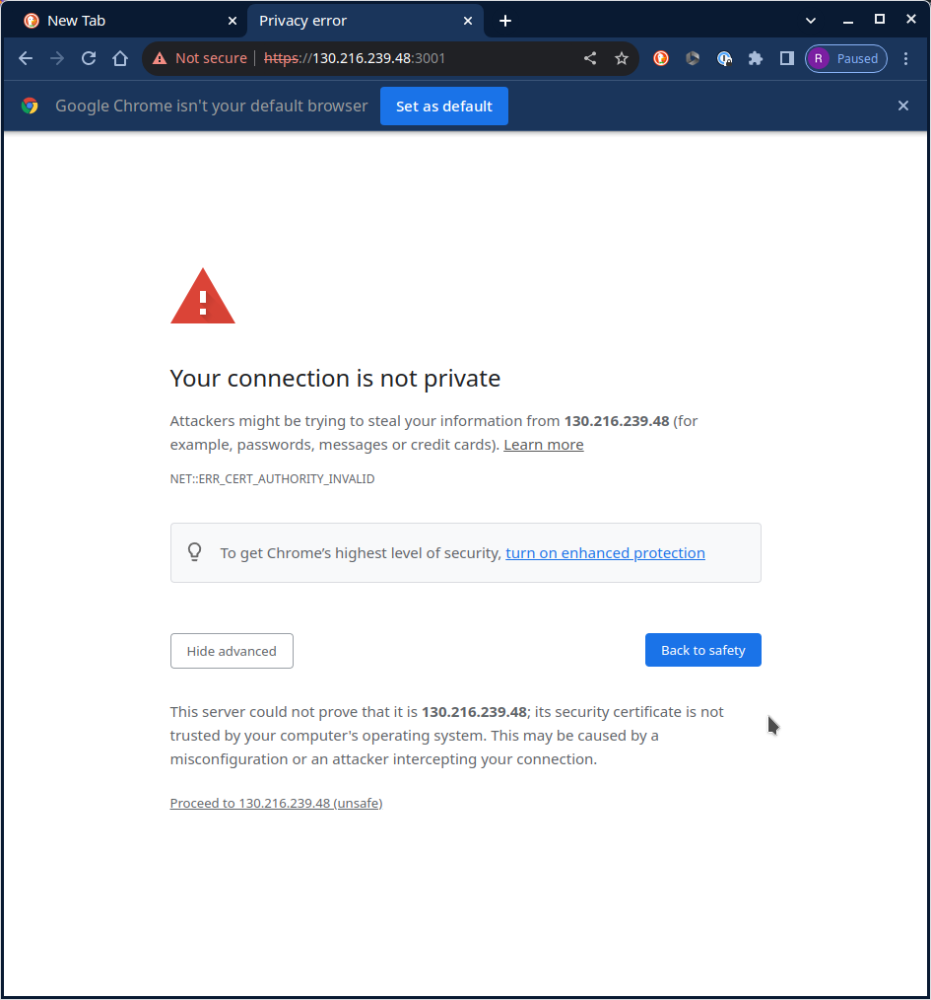 New Tab
Privacy error
Not secure
https://130.216.239.48:3001
R
Paused
Google Chrome isn't your default browser
Set as default
Your connection is not private
Attackers might be trying to steal your information from 130.216.239.48 (for
example, passwords, messages or credit cards). Learn more
NET::ERR_CERT_AUTHORITY_INVALID
To get Chrome’s highest level of security, turn on enhanced protection
Hide advanced
Back to safety
This server could not prove that it is 130.216.239.48; its security certificate is not
trusted by your computer's operating system. This may be caused by a
misconfiguration or an attacker intercepting your connection.
Proceed to 130.216.239.48 (unsafe)